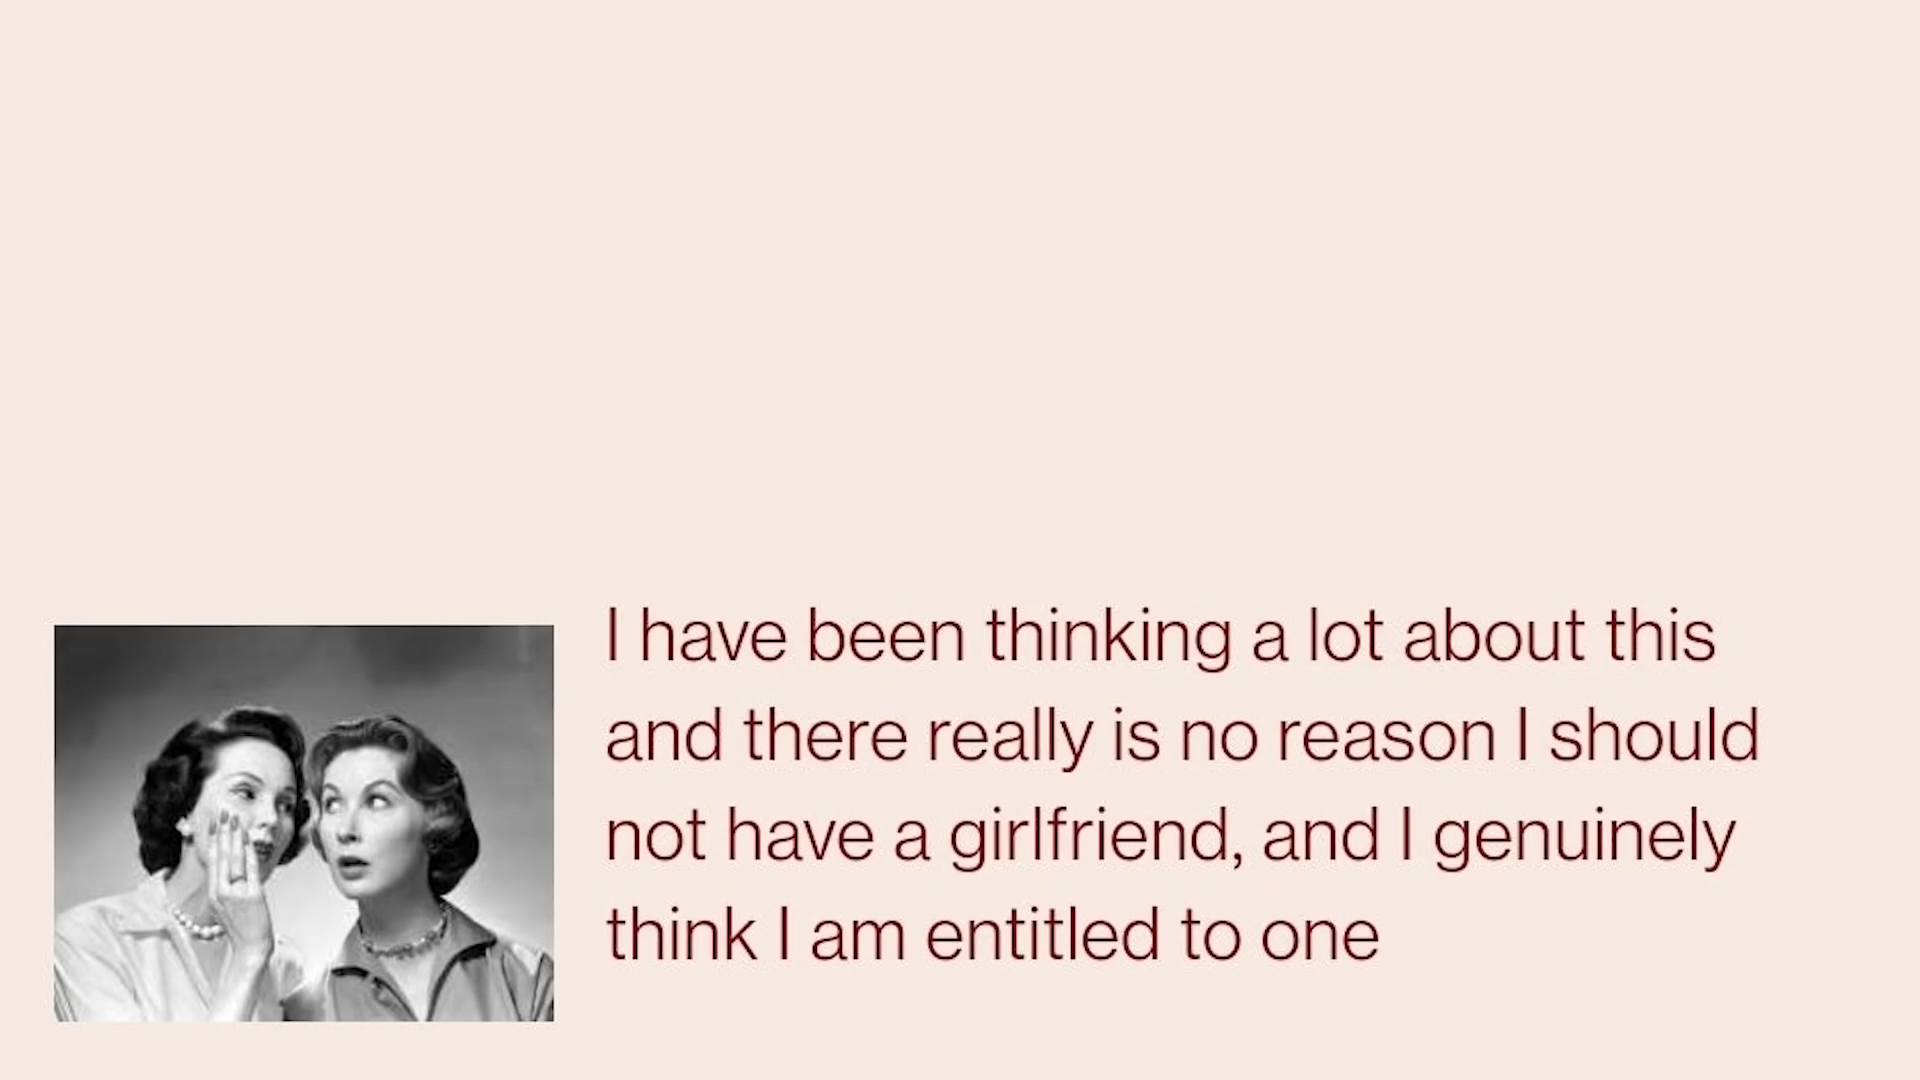 I have been thinking a lot about this
and there really is no reason I should
not have a girlfriend, and I genuinely
think I am entitled to one